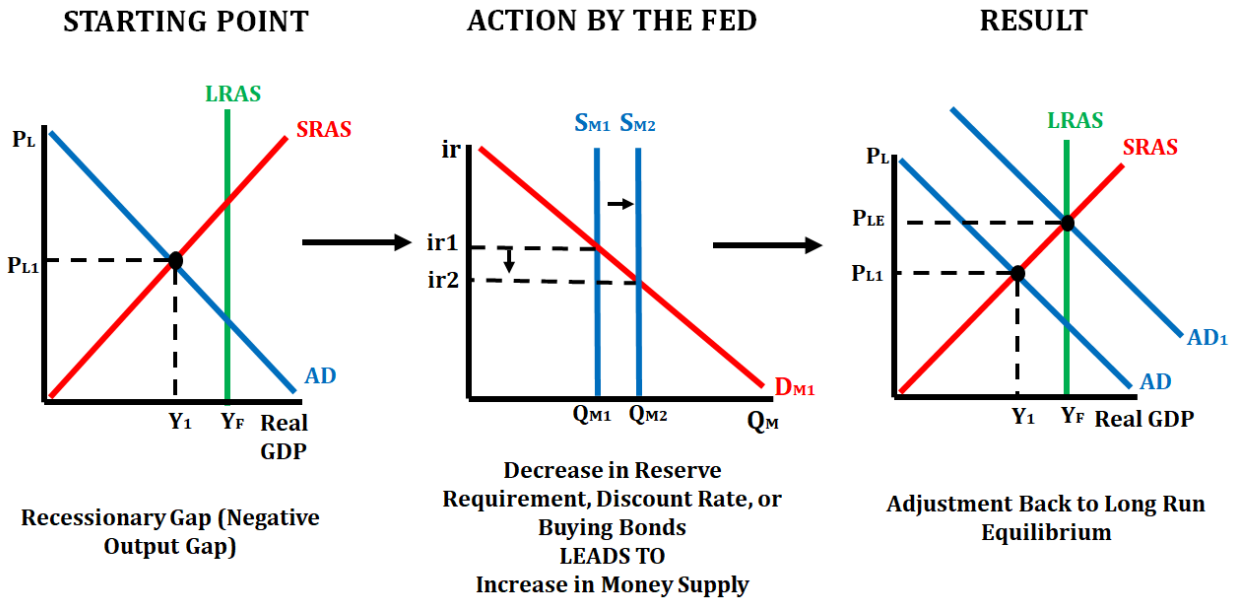 STARTING POINT
LRAS
SRAS
PL
PL1
AD
Y1
YF
Real
GDP
Recessionary Gap (Negative
Output Gap)
ACTION BY THE FED
SM1
SM2
ir
ir1
ir2
DM1
QM1
QM2
QM
Decrease in Reserve
Requirement, Discount Rate, or
Buying Bonds
LEADS TO
Increase in Money Supply
RESULT
LRAS
SRAS
PL
PLE
PL1
AD1
AD
Y1
YF
Real GDP
Adjustment Back to Long Run
Equilibrium